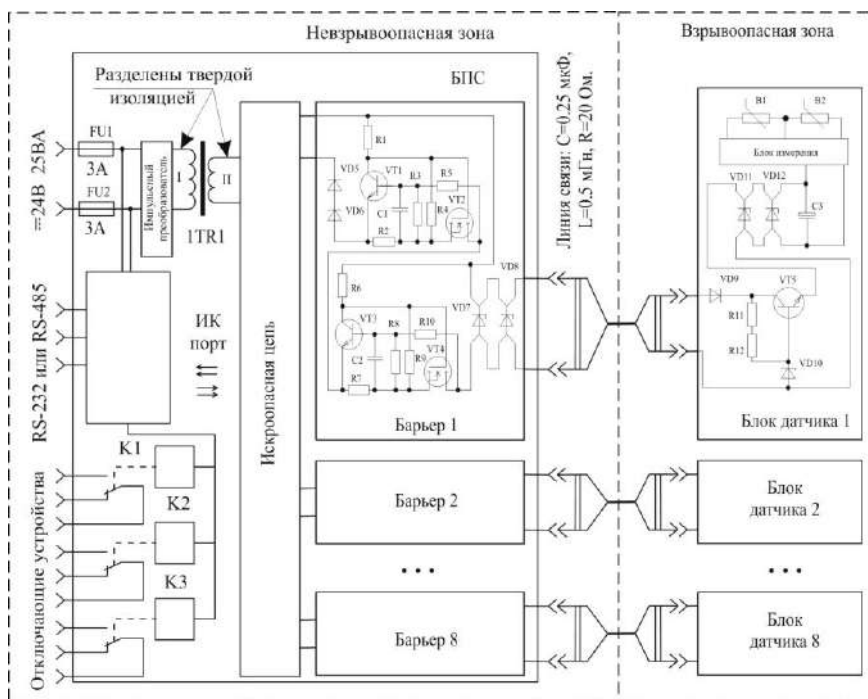 Невзрывоопасная зона
Взрывоопасная зона
Разделены твердой
изоляцией
БПС
Линия связи: C=0.25 мкФ,
L=0.5 мГн, R=20 Ом.
⎓24В 25ВА
FU1
3А
FU2
3А
Импульсный
преобразователь
I
II
1TR1
RS-232 или RS-485
ИК
порт
Искроопасная цепь
K1
K2
K3
Отключающие устройства
R1
VD5
VT1
R3
R5
VT2
VD6
C1
R4
R2
R6
VD8
VD7
VT3
R8
R10
VT4
C2
R9
R7
Барьер 1
Барьер 2
• • •
Барьер 8
B1
B2
Блок измерения
VD11
VD12
C3
VD9
VT5
R11
R12
VD10
Блок датчика 1
Блок
датчика 2
• • •
Блок
датчика 8